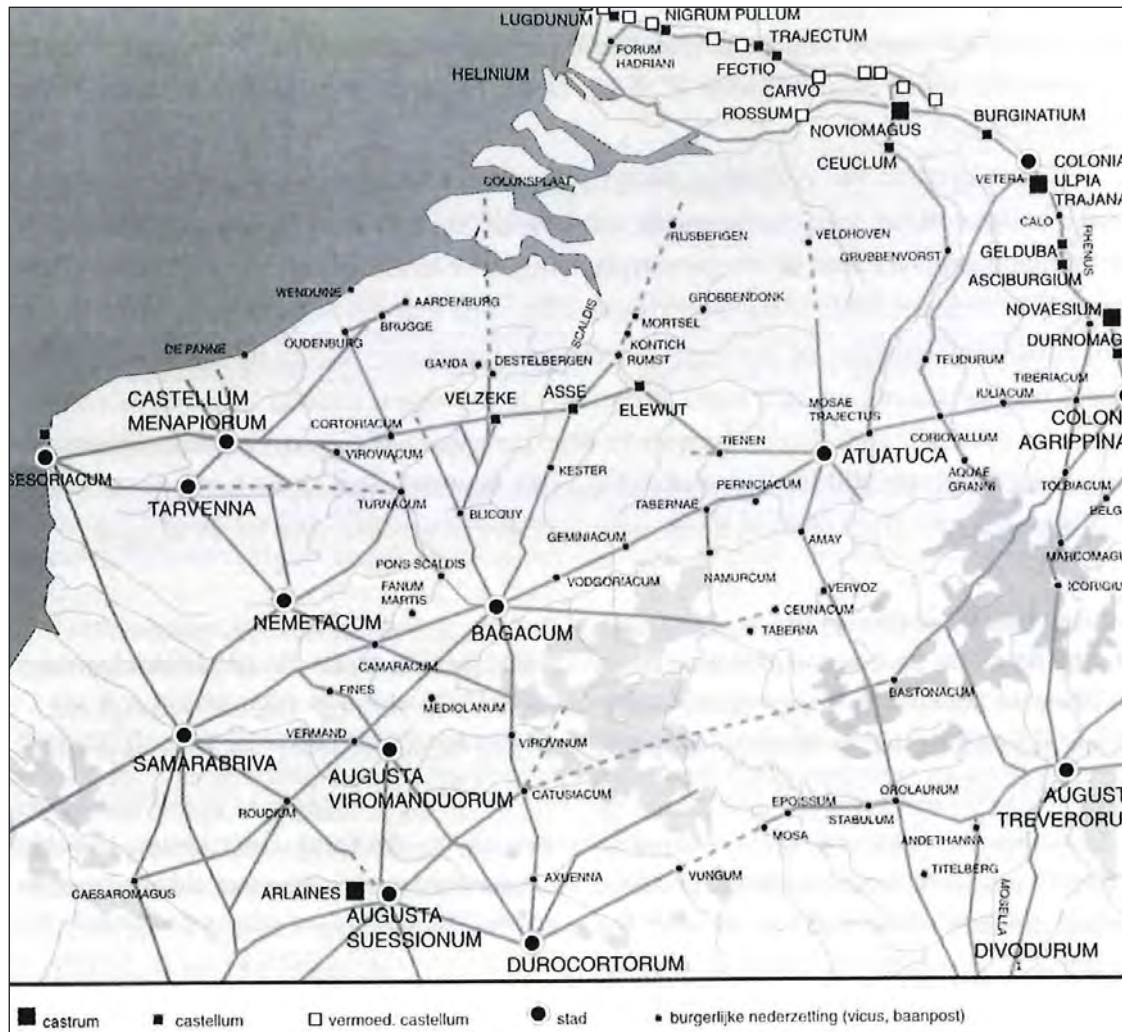 LUGDUNUM
NIGRUM PULLUM
FORUM
HADRIANI
TRAJECTUM
FECTIO
HELINIUM
CARVO
ROSSUM
NOVIOMAGUS
BURGINATIUM
CEUCLUM
COLONIA
ULPIA
TRAJANA
VETERA
COLIJNSPLAAT
CALO
RIJSBERGEN
VELDHOVEN
GRUBBENVORST
GELDUBA
RHENUS
ASCIBURGIUM
WENDUINE
AARDENBURG
BRUGGE
OUDENBURG
SCALDIS
GROBBENDONK
MORTSEL
NOVAESIUM
DURNOMAG
DE PANNE
GANDA
DESTELBERGEN
KONTICH
RUMST
TEUDURUM
TIBERIACUM
CASTELLUM
MENAPIORUM
VELZEKE
ASSE
ELEWIJT
MOSAE
TRAJECTUS
IULIACUM
COLON
AGRIPPINA
CORTORIACUM
VIROVIACUM
TIENEN
ATUATUCA
CORIOVALLUM
SESORIACUM
TARVENNA
TURNACUM
KESTER
BLICQUY
TABERNAE
PERNICIACUM
AQUAE
GRANNI
TOLBIACUM
BELG
GEMINIACUM
AMAY
MARCOMAGU
PONS SCALDIS
FANUM
MARTIS
VODGORIACUM
NAMURCUM
VERVOZ
ICORIGIUM
NEMETACUM
BAGACUM
CEUNACUM
TABERNA
CAMARACUM
FINES
MEDIOLANUM
BASTONACUM
VERMAND
VIROVINUM
SAMARABRIVA
AUGUSTA
VIROMANDUORUM
CATUSIACUM
ROUDIUM
EPOISSUM
OROLAUNUM
STABULUM
MOSA
ANDETHANNA
AUGUST
TREVERORU
CAESAROMAGUS
ARLAINES
AUGUSTA
SUESSIONUM
AXUENNA
VUNGUM
TITELBERG
MOSELLA
DUROCORTORUM
DIVODURUM
castrum
castellum
vermoed. castellum
stad
burgerlijke nederzetting (vicus, baanpost)